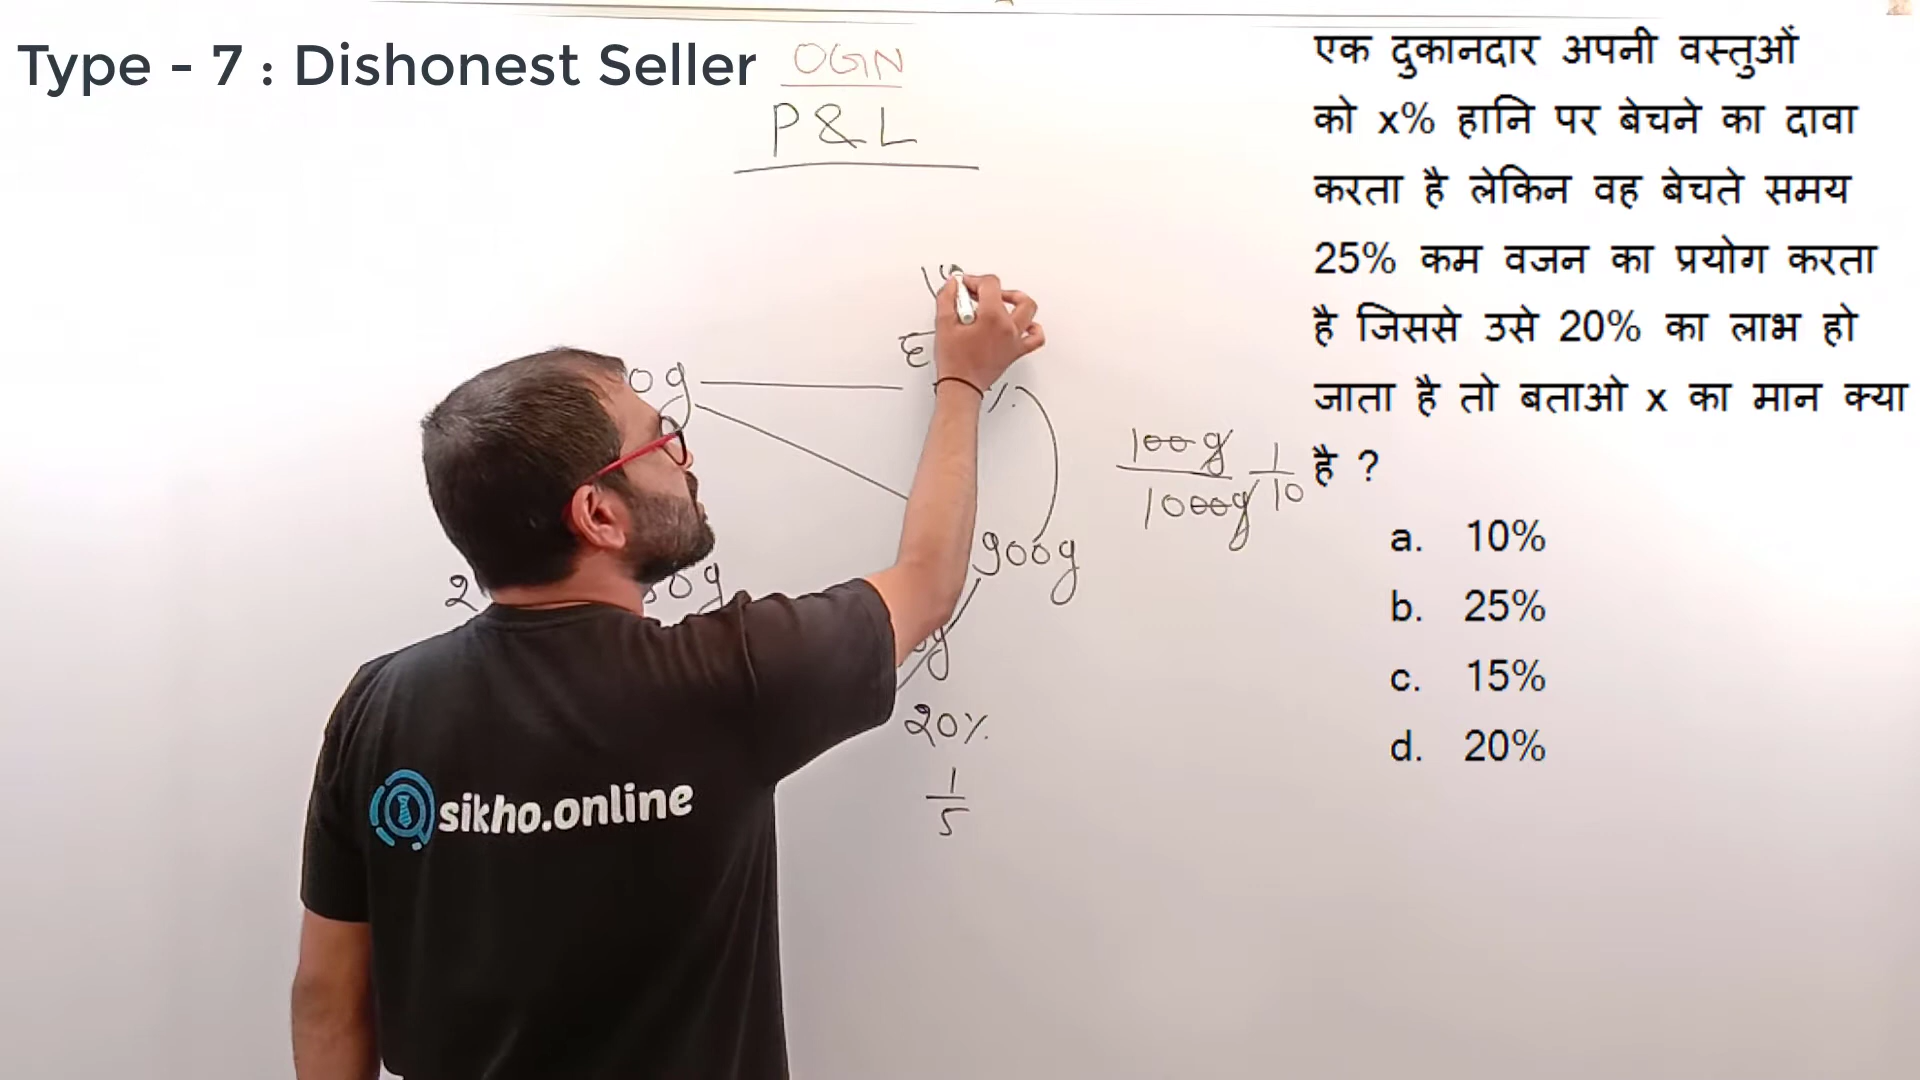 Type - 7 : Dishonest Seller
OGN
P & L
एक दुकानदार अपनी वस्तुओं
को x% हानि पर बेचने का दावा
करता है लेकिन वह बेचते समय
25% कम वजन का प्रयोग करता
है जिससे उसे 20% का लाभ हो
जाता है तो बताओ x का मान क्या
है ?
a. 10%
b. 25%
c. 15%
d. 20%
100g
1000g
1
10
900g
20%
1
5
sikho.online